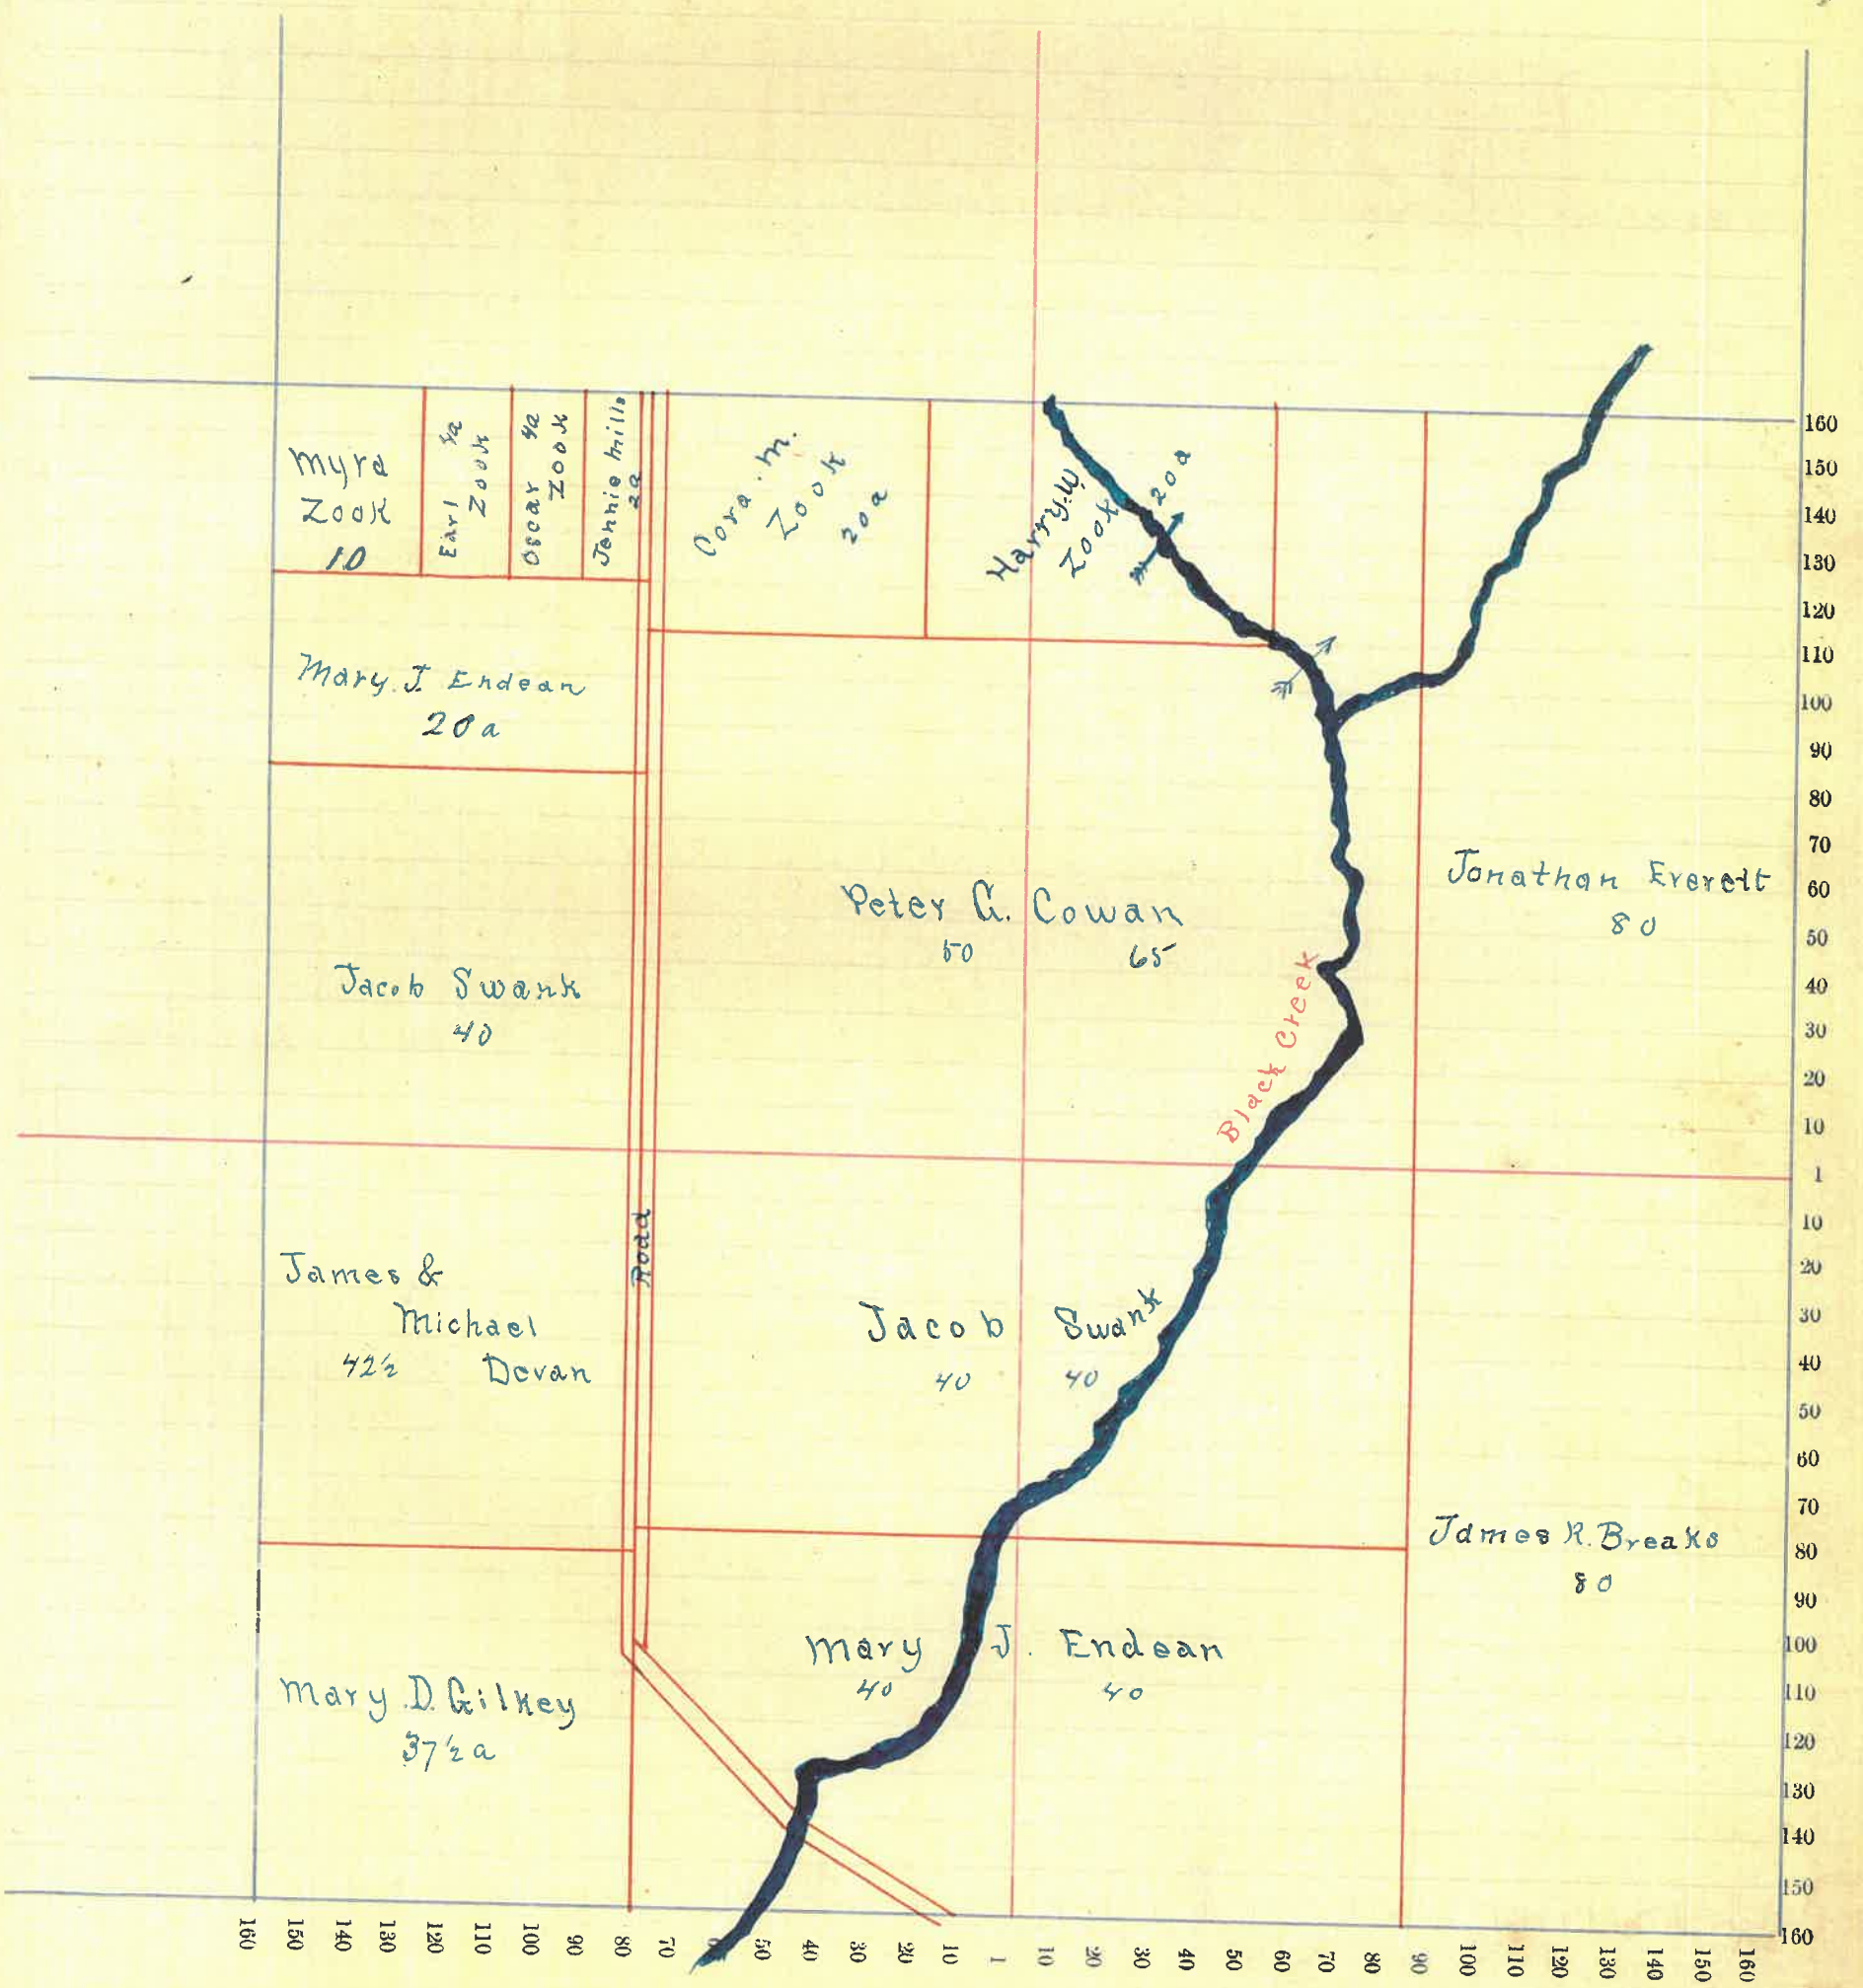 Myra
Zook
10
Earl 4a
Zook
Oscar 4a
Zook
Jennie Mills
2a
Cora. M.
Zook
20a
Harry. W
Zook
20a
Mary. J. Endean
20a
Jacob Swank
40
Peter G. Cowan
50 65
Jonathan Everett
80
Black Creek
Road
James &
Michael
42½ Devan
Jacob Swank
40 40
James R. Breaks
80
Mary J. Endean
40 40
Mary. D. Gilkey
37½a
160
150
140
130
120
110
100
90
80
70
60
50
40
30
20
10
1
10
20
30
40
50
60
70
80
90
100
110
120
130
140
150
160
160 150 140 130 120 110 100 90 80 70 50 40 30 20 10 1 10 20 30 40 50 60 70 80 90 100 110 120 130 140 150 160